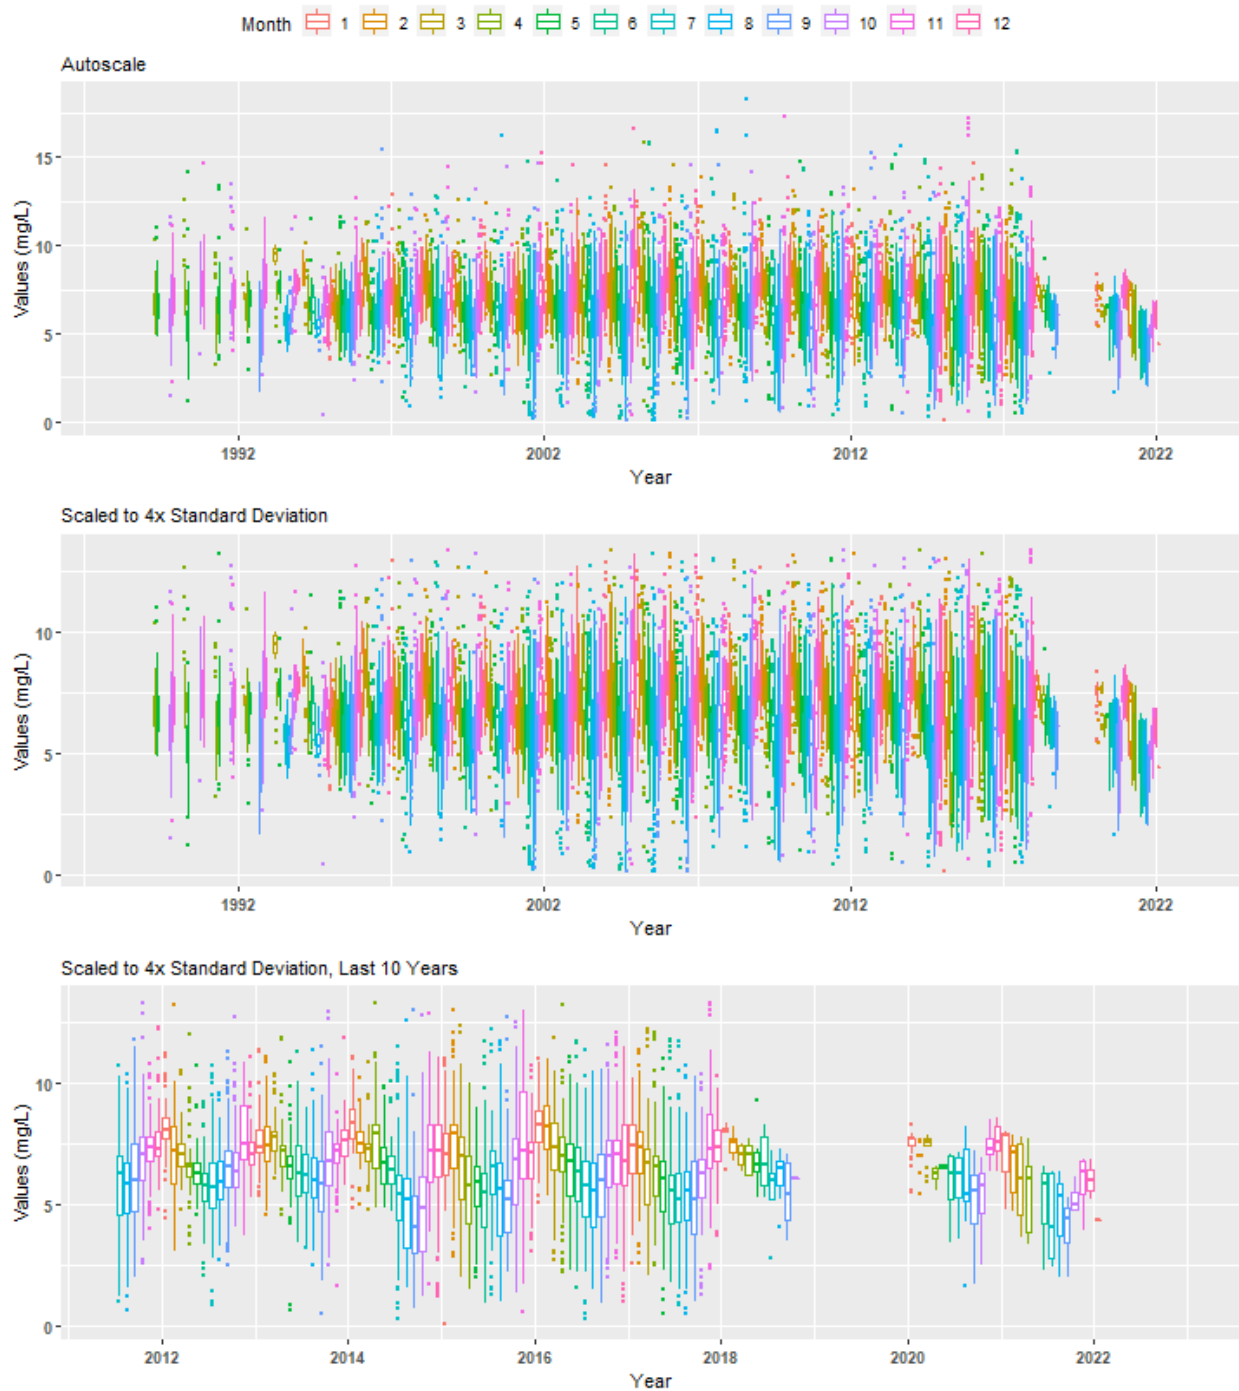 Month 1 2 3 4 5 6 7 8 9 10 11 12
Autoscale
15
10
5
0
Values (mg/L)
1992 2002 2012 2022
Year
Scaled to 4x Standard Deviation
10
5
0
Values (mg/L)
1992 2002 2012 2022
Year
Scaled to 4x Standard Deviation, Last 10 Years
10
5
0
Values (mg/L)
2012 2014 2016 2018 2020 2022
Year